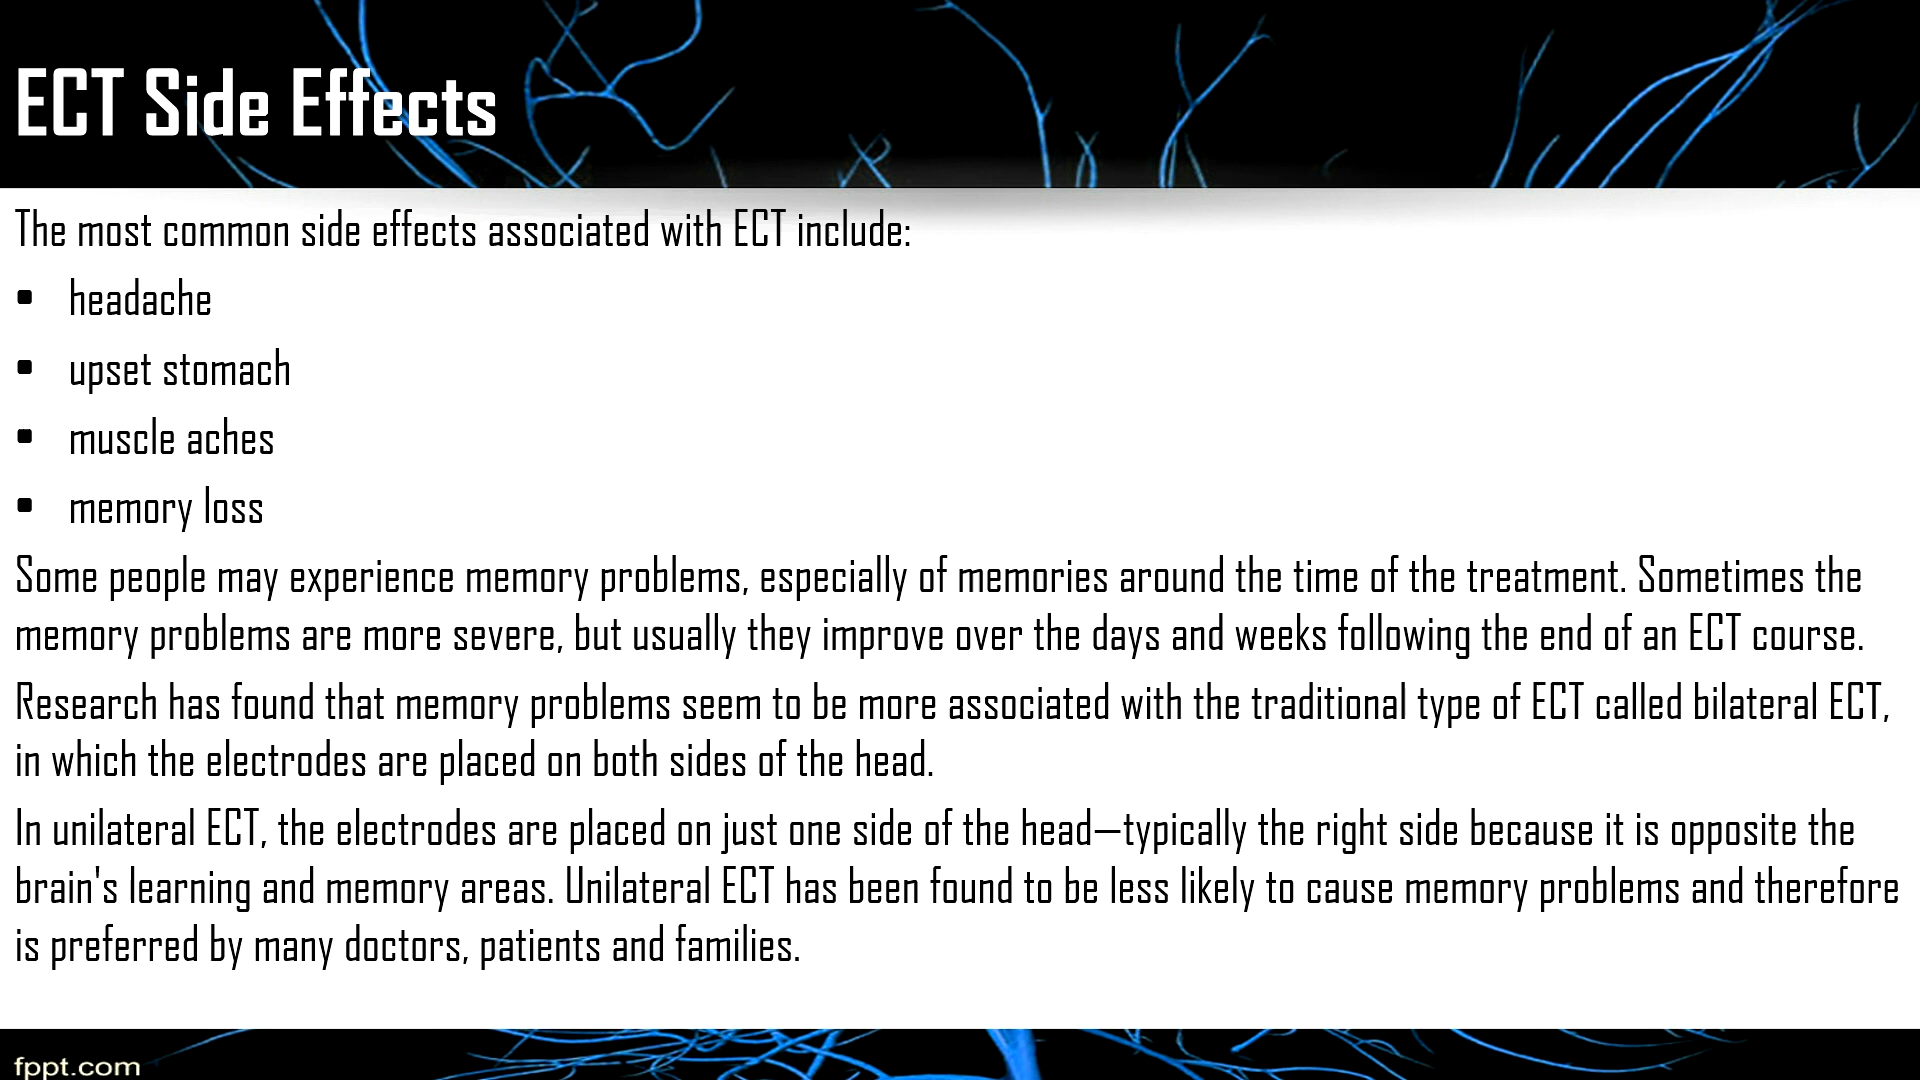 ECT Side Effects
The most common side effects associated with ECT include:
▪ headache
▪ upset stomach
▪ muscle aches
▪ memory loss
Some people may experience memory problems, especially of memories around the time of the treatment. Sometimes the
memory problems are more severe, but usually they improve over the days and weeks following the end of an ECT course.
Research has found that memory problems seem to be more associated with the traditional type of ECT called bilateral ECT,
in which the electrodes are placed on both sides of the head.
In unilateral ECT, the electrodes are placed on just one side of the head—typically the right side because it is opposite the
brain's learning and memory areas. Unilateral ECT has been found to be less likely to cause memory problems and therefore
is preferred by many doctors, patients and families.
fppt.com